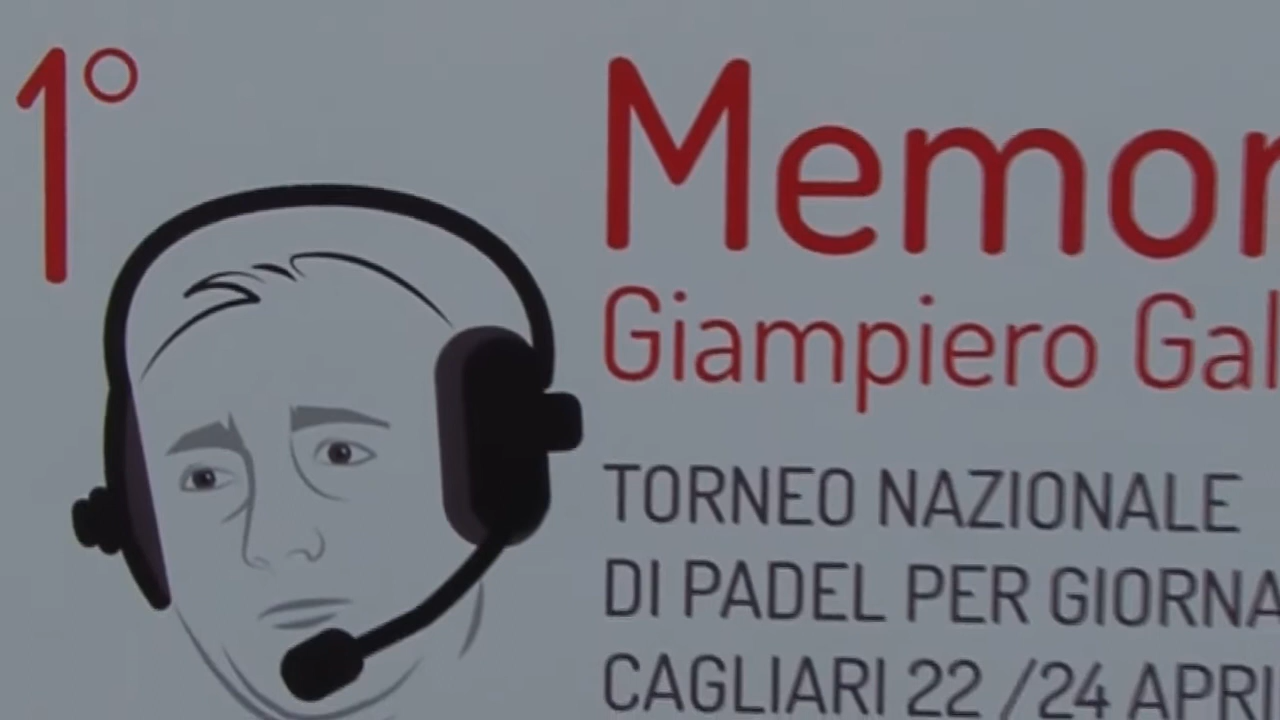 1° Memor
Giampiero Gal
TORNEO NAZIONALE
DI PADEL PER GIORNA
CAGLIARI 22 /24 APRI